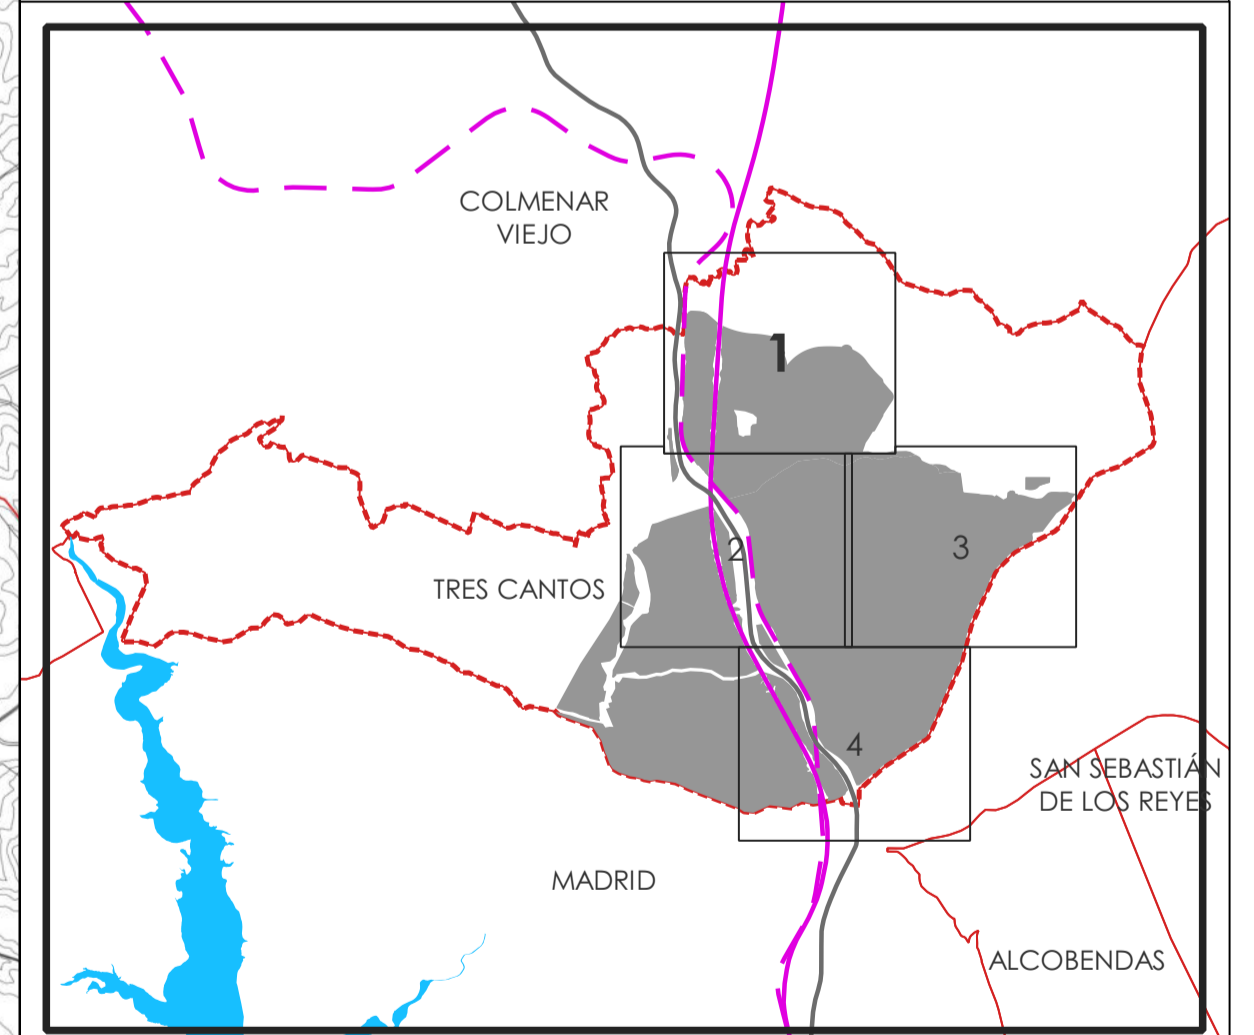 COLMENAR
VIEJO
1
2
3
TRES CANTOS
4
SAN SEBASTIÁN
DE LOS REYES
MADRID
ALCOBENDAS